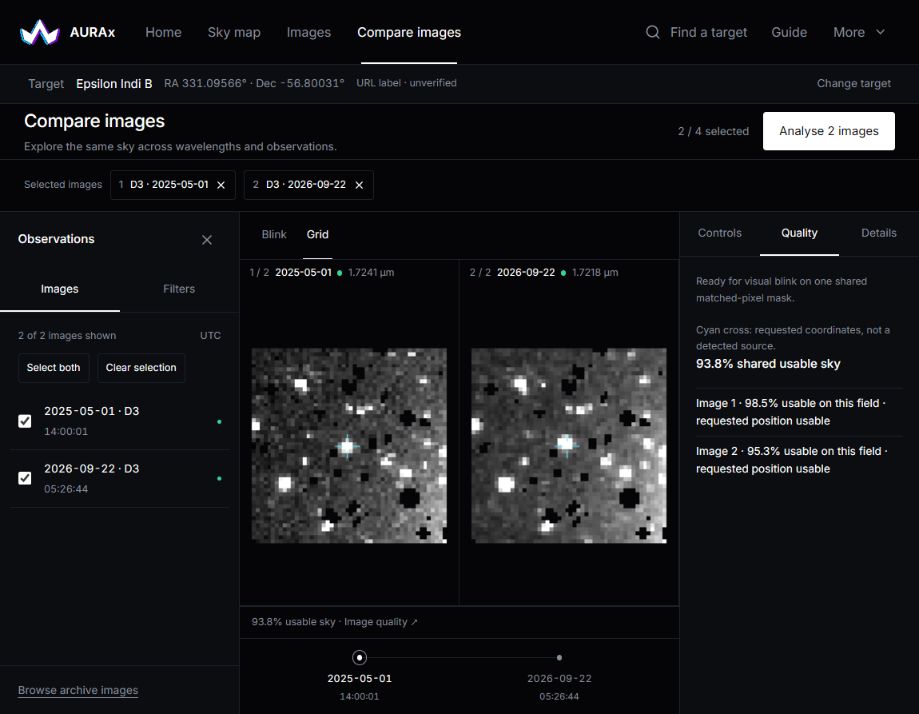 AURAx Home Sky map Images Compare images Find a target Guide More
Target Epsilon Indi B RA 331.09566° · Dec −56.80031° URL label · unverified Change target
Compare images
Explore the same sky across wavelengths and observations.
2 / 4 selected Analyse 2 images
Selected images 1 D3 · 2025-05-01 × 2 D3 · 2026-09-22 ×
Observations ×
Images Filters
2 of 2 images shown UTC
Select both Clear selection
2025-05-01 · D3
14:00:01
2026-09-22 · D3
05:26:44
Browse archive images
Blink Grid
1 / 2 2025-05-01 1.7241 μm
2 / 2 2026-09-22 1.7218 μm
93.8% usable sky · Image quality ↗
2025-05-01
14:00:01
2026-09-22
05:26:44
Controls Quality Details
Ready for visual blink on one shared
matched-pixel mask.
Cyan cross: requested coordinates, not a
detected source.
93.8% shared usable sky
Image 1 · 98.5% usable on this field ·
requested position usable
Image 2 · 95.3% usable on this field ·
requested position usable